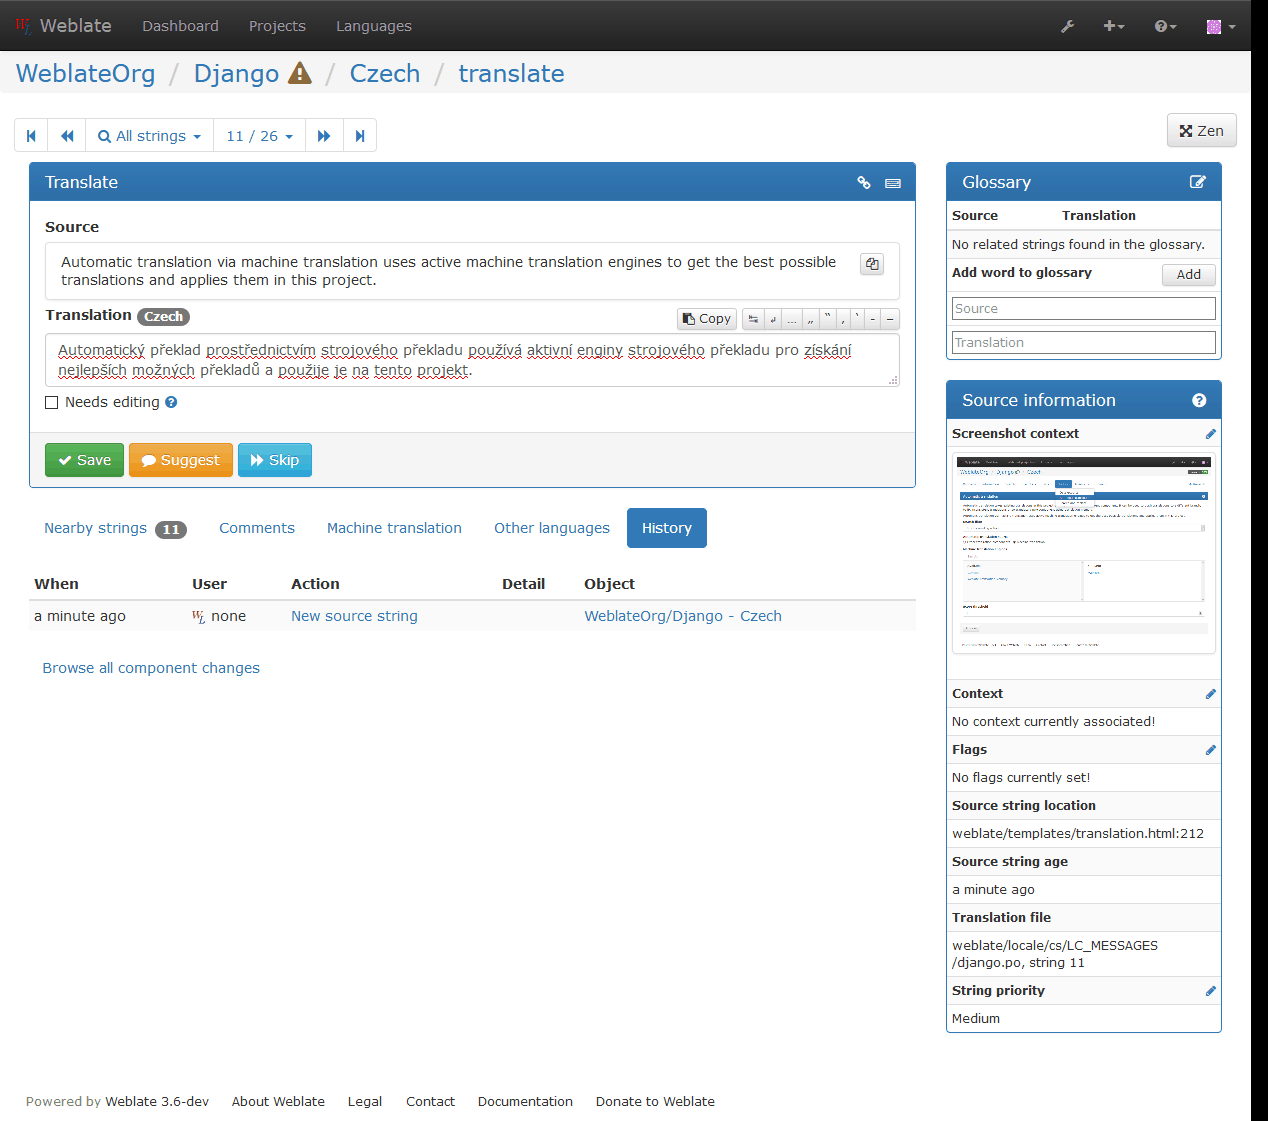 Weblate Dashboard Projects Languages
WeblateOrg / Django / Czech / translate
All strings 11 / 26 Zen
Translate
Source
Automatic translation via machine translation uses active machine translation engines to get the best possible
translations and applies them in this project.
Translation Czech Copy
Automatický překlad prostřednictvím strojového překladu používá aktivní enginy strojového překladu pro získání
nejlepších možných překladů a použije je na tento projekt.
Needs editing
Save Suggest Skip
Nearby strings 11 Comments Machine translation Other languages History
When User Action Detail Object
a minute ago none New source string WeblateOrg/Django - Czech
Browse all component changes
Glossary
Source Translation
No related strings found in the glossary.
Add word to glossary Add
Source
Translation
Source information
Screenshot context
Context
No context currently associated!
Flags
No flags currently set!
Source string location
weblate/templates/translation.html:212
Source string age
a minute ago
Translation file
weblate/locale/cs/LC_MESSAGES
/django.po, string 11
String priority
Medium
Powered by Weblate 3.6-dev About Weblate Legal Contact Documentation Donate to Weblate